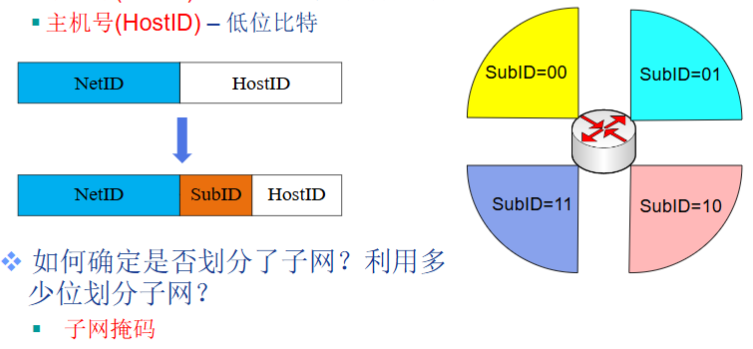 主机号(HostID) – 低位比特
NetID HostID
NetID SubID HostID
如何确定是否划分了子网？利用多
少位划分子网？
子网掩码
SubID=00 SubID=01
SubID=11 SubID=10